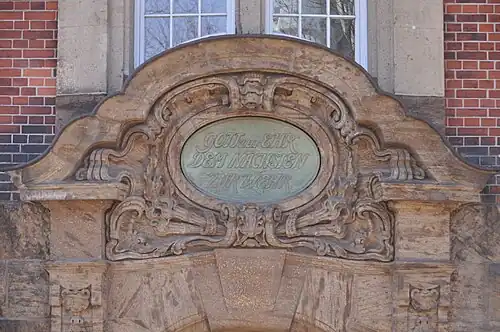 GOTT ZUR EHR
DEM NÄCHSTEN
ZUR WEHR